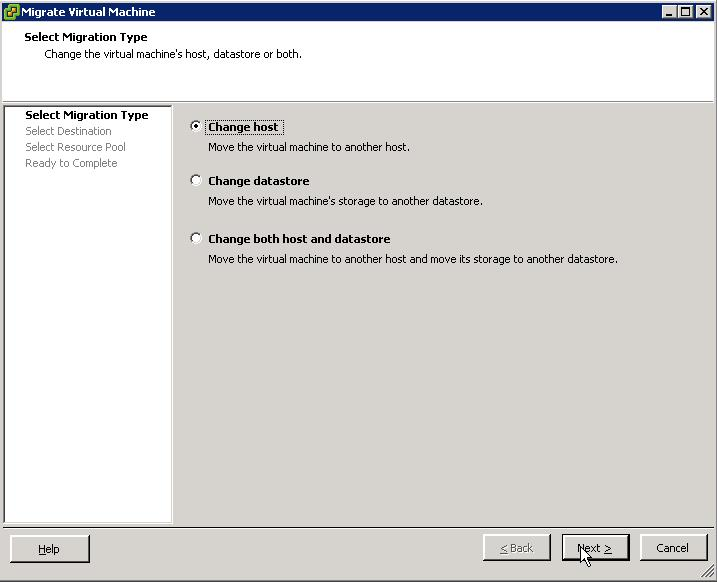 Migrate Virtual Machine
Select Migration Type
Change the virtual machine's host, datastore or both.
Select Migration Type
Select Destination
Select Resource Pool
Ready to Complete
Change host
Move the virtual machine to another host.
Change datastore
Move the virtual machine's storage to another datastore.
Change both host and datastore
Move the virtual machine to another host and move its storage to another datastore.
Help
< Back
Next >
Cancel